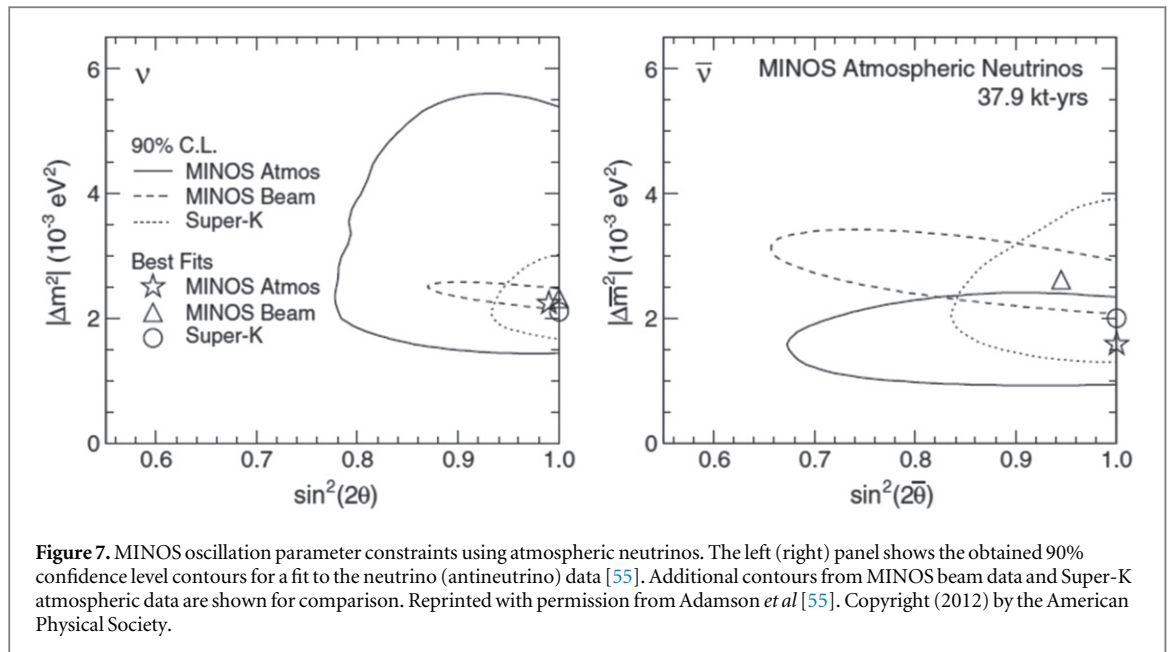 ν
90% C.L.
MINOS Atmos
MINOS Beam
Super-K
Best Fits
MINOS Atmos
MINOS Beam
Super-K
6
4
2
0
0.6 0.7 0.8 0.9 1.0
|Δm²| (10⁻³ eV²)
sin²(2θ)
ν̅
MINOS Atmospheric Neutrinos
37.9 kt-yrs
6
4
2
0
0.6 0.7 0.8 0.9 1.0
|Δm̅²| (10⁻³ eV²)
sin²(2θ̅)
Figure 7. MINOS oscillation parameter constraints using atmospheric neutrinos. The left (right) panel shows the obtained 90%
confidence level contours for a fit to the neutrino (antineutrino) data [55]. Additional contours from MINOS beam data and Super-K
atmospheric data are shown for comparison. Reprinted with permission from Adamson et al [55]. Copyright (2012) by the American
Physical Society.